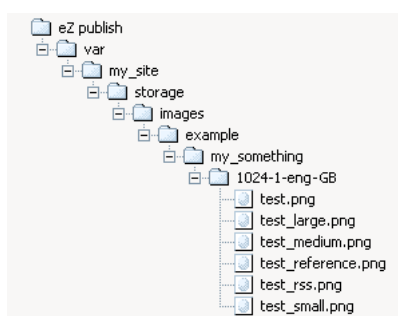 eZ publish
var
my_site
storage
images
example
my_something
1024-1-eng-GB
test.png
test_large.png
test_medium.png
test_reference.png
test_rss.png
test_small.png